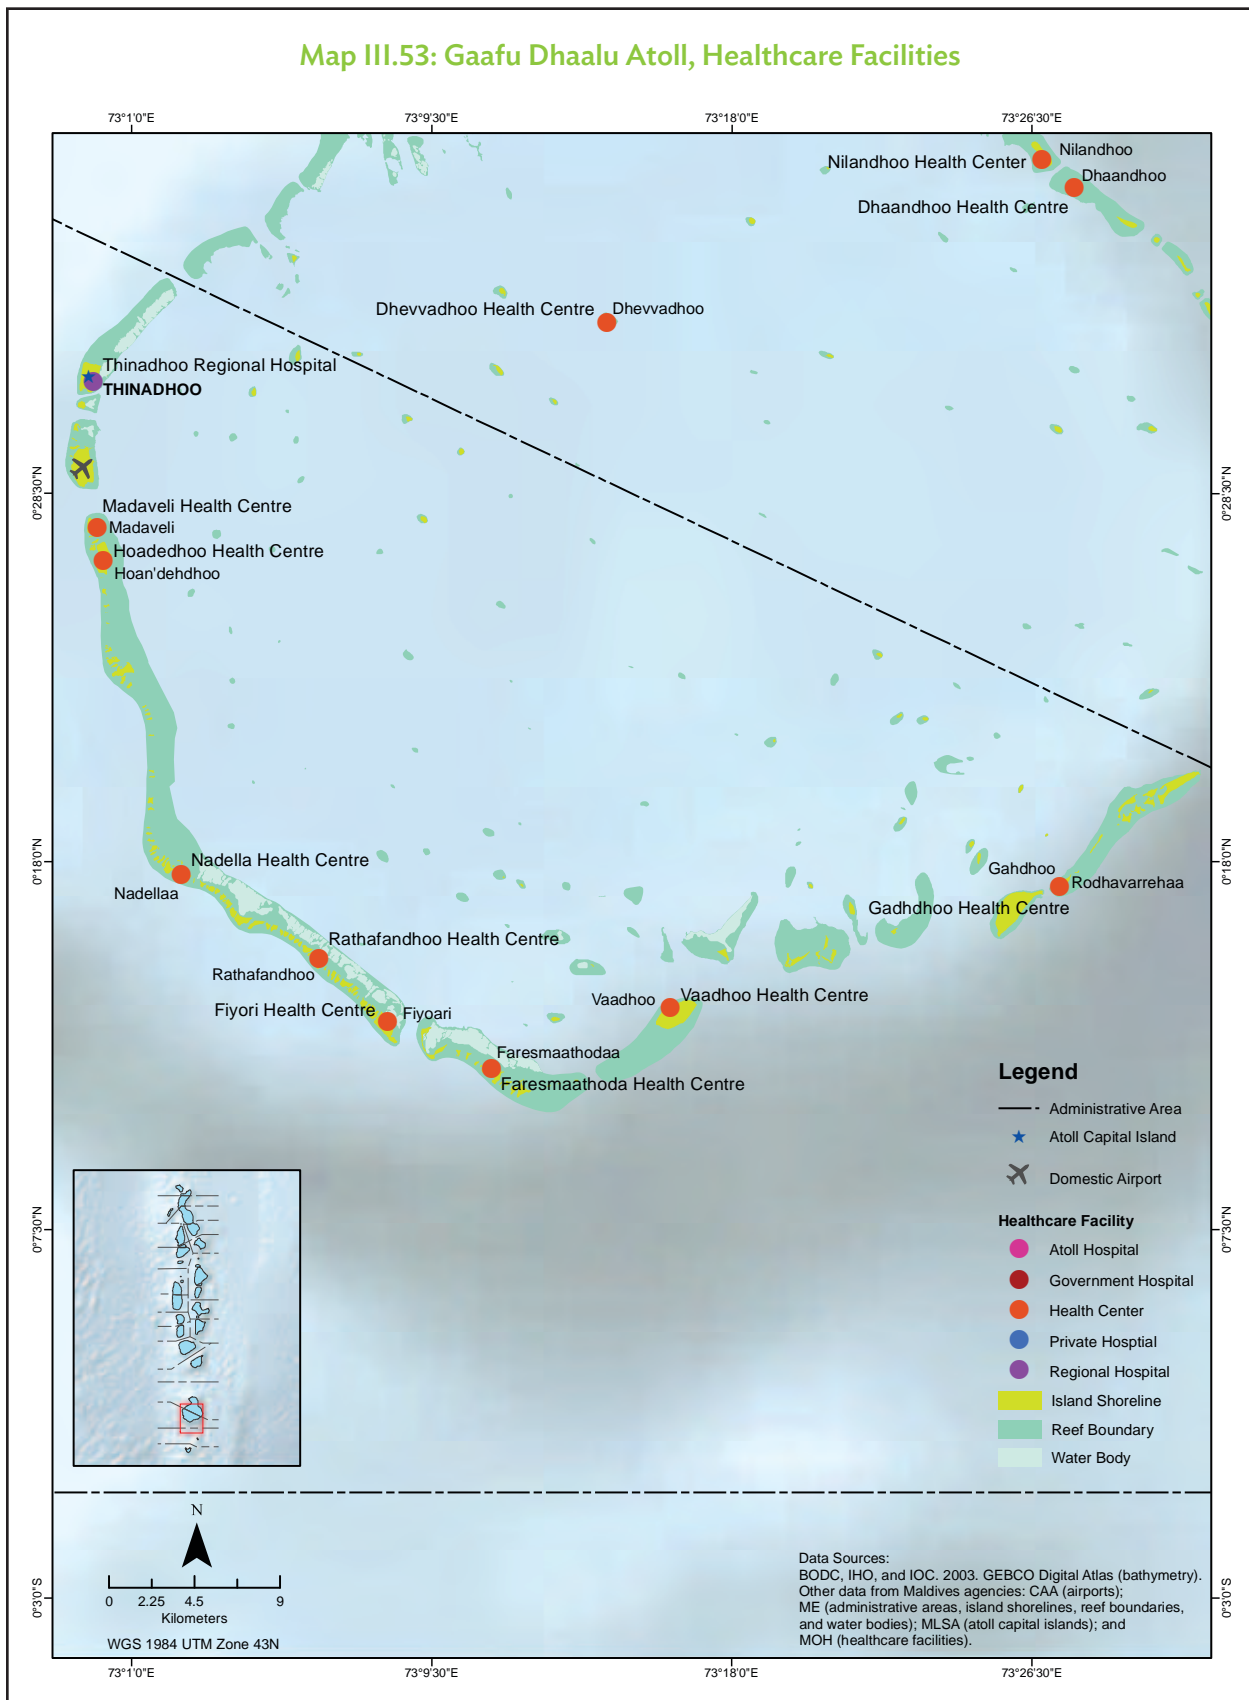 Map III.53: Gaafu Dhaalu Atoll, Healthcare Facilities
73°1'0"E
73°9'30"E
73°18'0"E
73°26'30"E
Nilandhoo
Nilandhoo Health Center
Dhaandhoo
Dhaandhoo Health Centre
Dhevvadhoo Health Centre
Dhevvadhoo
Thinadhoo Regional Hospital
THINADHOO
0°28'30"N
0°28'30"N
Madaveli Health Centre
Madaveli
Hoadedhoo Health Centre
Hoan'dehdhoo
0°18'0"N
0°18'0"N
Nadella Health Centre
Nadellaa
Gahdhoo
Rodhavarrehaa
Gadhdhoo Health Centre
Rathafandhoo Health Centre
Rathafandhoo
Vaadhoo
Vaadhoo Health Centre
Fiyori Health Centre
Fiyoari
Faresmaathodaa
Faresmaathoda Health Centre
Legend
Administrative Area
Atoll Capital Island
Domestic Airport
Healthcare Facility
Atoll Hospital
Government Hospital
Health Center
Private Hosptial
Regional Hospital
Island Shoreline
Reef Boundary
Water Body
0°7'30"N
0°7'30"N
N
0 2.25 4.5 9
Kilometers
WGS 1984 UTM Zone 43N
Data Sources:
BODC, IHO, and IOC. 2003. GEBCO Digital Atlas (bathymetry).
Other data from Maldives agencies: CAA (airports);
ME (administrative areas, island shorelines, reef boundaries,
and water bodies); MLSA (atoll capital islands); and
MOH (healthcare facilities).
0°3'0"S
0°3'0"S
73°1'0"E
73°9'30"E
73°18'0"E
73°26'30"E